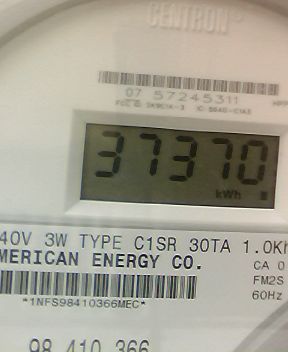 CENTRON
07 57245311
37370
kWh
40V 3W TYPE C1SR 30TA 1.0Kh
MERICAN ENERGY CO.
CA 0
FM2S
60Hz
*1NFS98410366MEC*
98 410 366